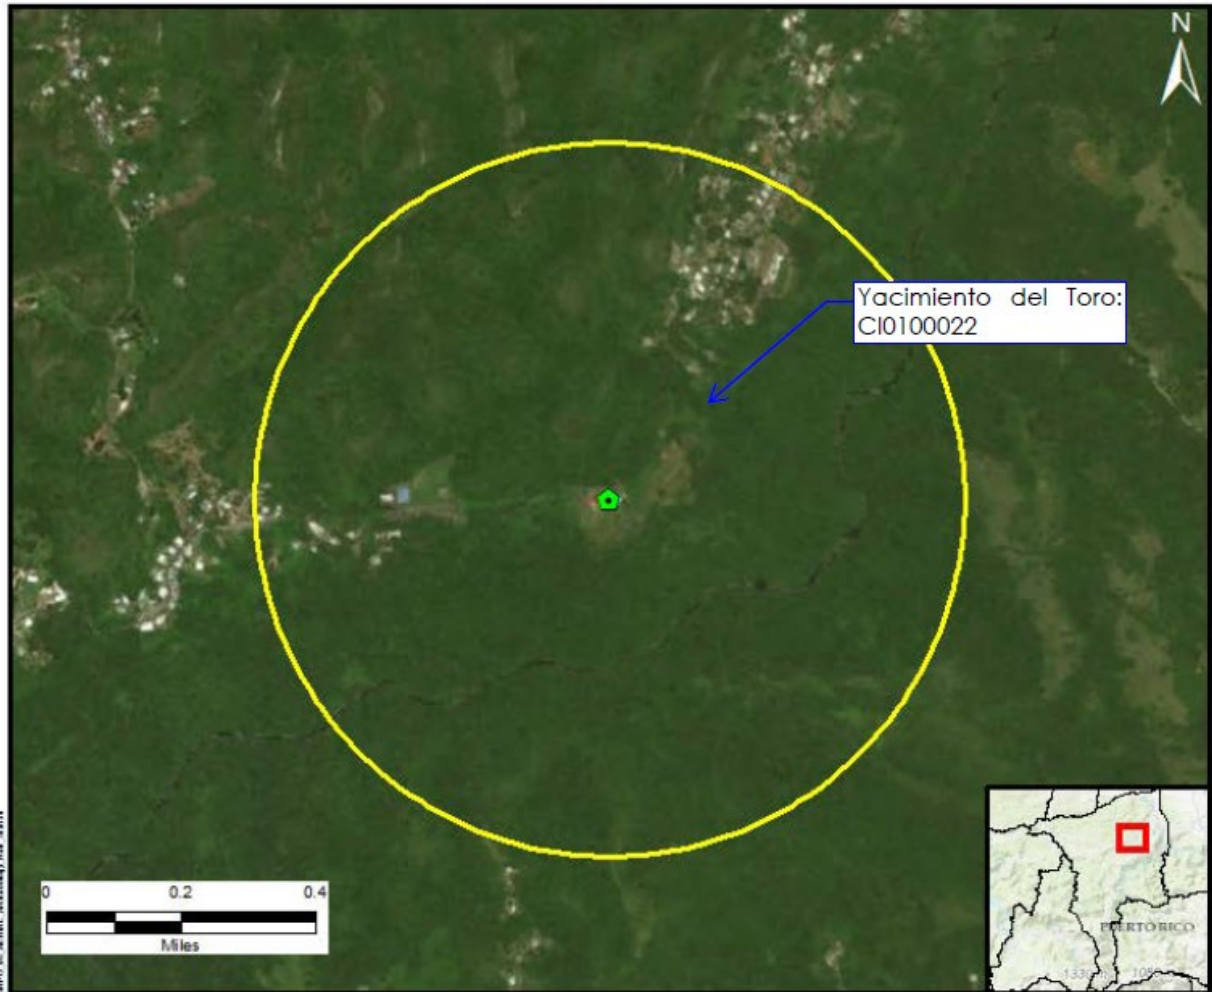 N
Yacimiento del Toro:
CI0100022
0 0.2 0.4
Miles
PUERTO RICO